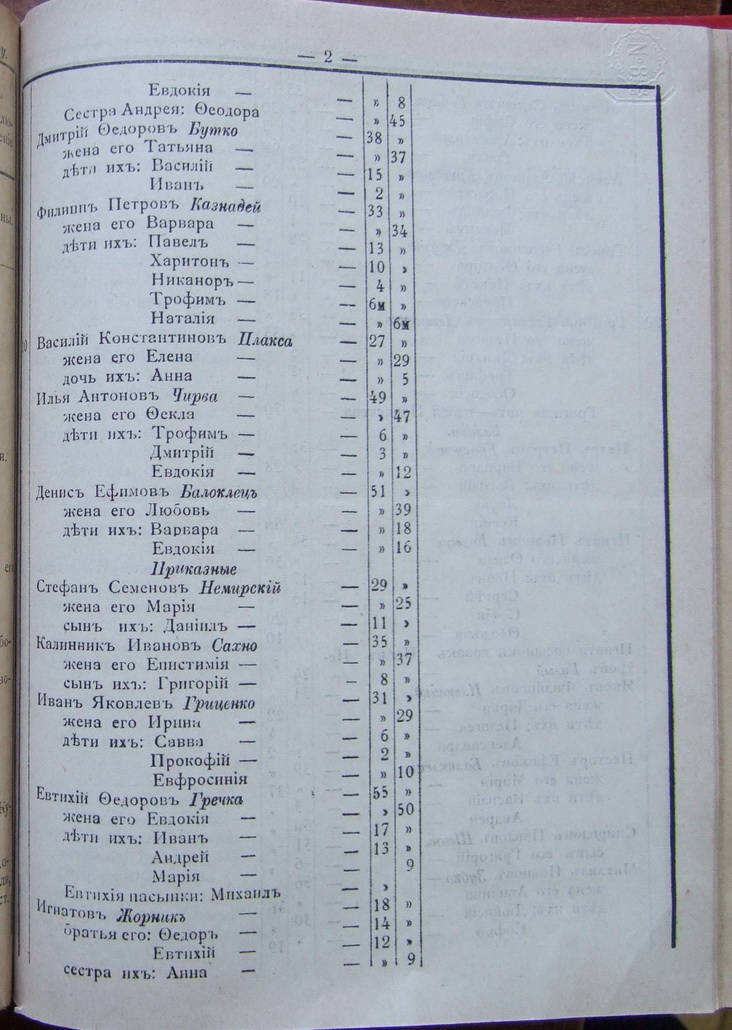 — 2 —
Евдокія — — „ 8
Сестра Андрея: Ѳеодора — » 45
Дмитрій Ѳедоровъ Бутко — 38 »
жена его Татьяна — — » 37
дѣти ихъ: Василій — — 15 »
Иванъ — — 2 »
Филиппъ Петровъ Казнадей — 33 »
жена его Варвара — — » 34
дѣти ихъ: Павелъ — — 13 »
Харитонъ — — 10 »
Никаноръ — — 4 »
Трофимъ — — 6м »
Наталія — — » 6м
Василій Константиновъ Плакса — 27 »
жена его Елена — — » 29
дочь ихъ: Анна — — » 5
Илья Антоновъ Чирва — 49 »
жена его Ѳекла — — » 47
дѣти ихъ: Трофимъ — — 6 »
Дмитрій — — 3 »
Евдокія — — » 12
Денисъ Ефимовъ Балоклецъ — 51 »
жена его Любовь — — » 39
дѣти ихъ: Варвара — — » 18
Евдокія — — » 16
Приказные
Стефанъ Семеновъ Немирскій — 29 »
жена его Марія — — » 25
сынъ ихъ: Даніилъ — — 11 »
Калинникъ Ивановъ Сахно — 35 »
жена его Епистимія — — » 37
сынъ ихъ: Григорій — — 8 »
Иванъ Яковлевъ Гриценко — 31 »
жена его Ирина — — » 29
дѣти ихъ: Савва — — 6 »
Прокофій — — 2 »
Евфросинія — » 10
Евтихій Ѳедоровъ Гречка — 55 »
жена его Евдокія — — » 50
дѣти ихъ: Иванъ — — 17 »
Андрей — — 13 »
Марія — — 9
Евтихія пасынки: Михаилъ »
Игнатовъ Жорникъ — 18 »
братья его: Ѳедоръ — — 14 »
Евтихій — — 12 »
сестра ихъ: Анна — — » 9